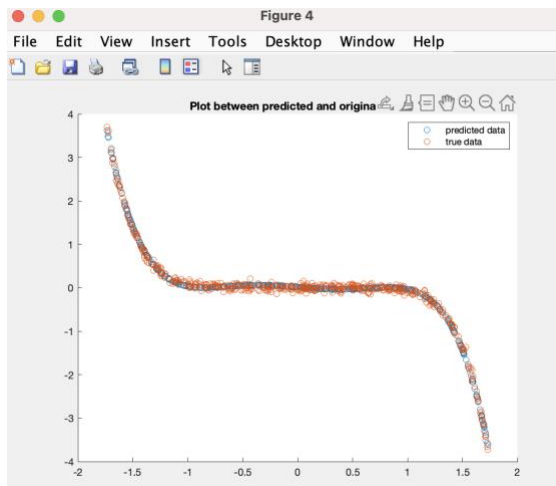 Figure 4
File Edit View Insert Tools Desktop Window Help
Plot between predicted and origina
predicted data
true data
4
3
2
1
0
-1
-2
-3
-4
-2 -1.5 -1 -0.5 0 0.5 1 1.5 2